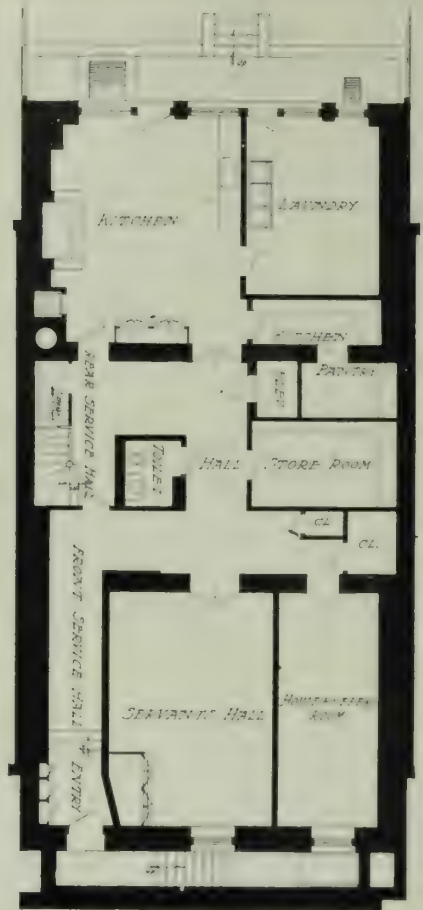 KITCHEN
LAUNDRY
KITCHEN
PANTRY
REAR SERVICE HALL
TOILET
HALL
STORE ROOM
CL.
CL.
FRONT SERVICE HALL
SERVANTS HALL
ROOM
ENTRY